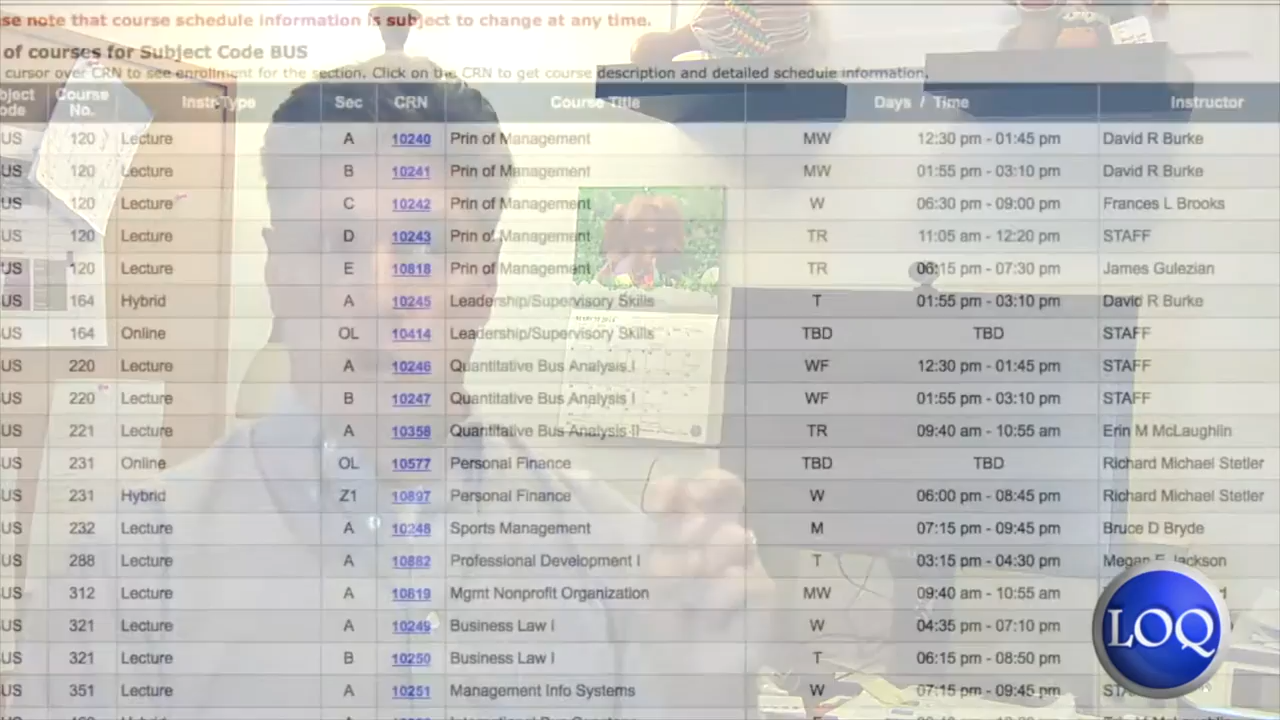 se note that course schedule information is subject to change at any time.
of courses for Subject Code BUS
cursor over CRN to see enrollment for the section. Click on the CRN to get course description and detailed schedule information.
bject ode Course No. Instr Type Sec CRN Course Title Days / Time Instructor
US 120 Lecture A 10240 Prin of Management MW 12:30 pm - 01:45 pm David R Burke
US 120 Lecture B 10241 Prin of Management MW 01:55 pm - 03:10 pm David R Burke
US 120 Lecture C 10242 Prin of Management W 06:30 pm - 09:00 pm Frances L Brooks
US 120 Lecture D 10243 Prin of Management TR 11:05 am - 12:20 pm STAFF
US 120 Lecture E 10818 Prin of Management TR 06:15 pm - 07:30 pm James Gulezian
US 164 Hybrid A 10245 Leadership/Supervisory Skills T 01:55 pm - 03:10 pm David R Burke
US 164 Online OL 10414 Leadership/Supervisory Skills TBD TBD STAFF
US 220 Lecture A 10246 Quantitative Bus Analysis I WF 12:30 pm - 01:45 pm STAFF
US 220 Lecture B 10247 Quantitative Bus Analysis I WF 01:55 pm - 03:10 pm STAFF
US 221 Lecture A 10358 Quantitative Bus Analysis II TR 09:40 am - 10:55 am Erin M McLaughlin
US 231 Online OL 10577 Personal Finance TBD TBD Richard Michael Stetler
US 231 Hybrid Z1 10897 Personal Finance W 06:00 pm - 08:45 pm Richard Michael Stetler
US 232 Lecture A 10248 Sports Management M 07:15 pm - 09:45 pm Bruce D Bryde
US 288 Lecture A 10882 Professional Development I T 03:15 pm - 04:30 pm Megan E Jackson
US 312 Lecture A 10819 Mgmt Nonprofit Organization MW 09:40 am - 10:55 am
US 321 Lecture A 10249 Business Law I W 04:35 pm - 07:10 pm
US 321 Lecture B 10250 Business Law I T 06:15 pm - 08:50 pm
US 351 Lecture A 10251 Management Info Systems W 07:15 pm - 09:45 pm STA
LOQ